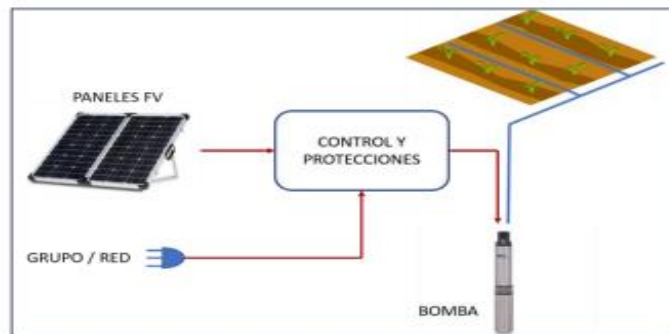 PANELES FV
CONTROL Y
PROTECCIONES
GRUPO / RED
BOMBA